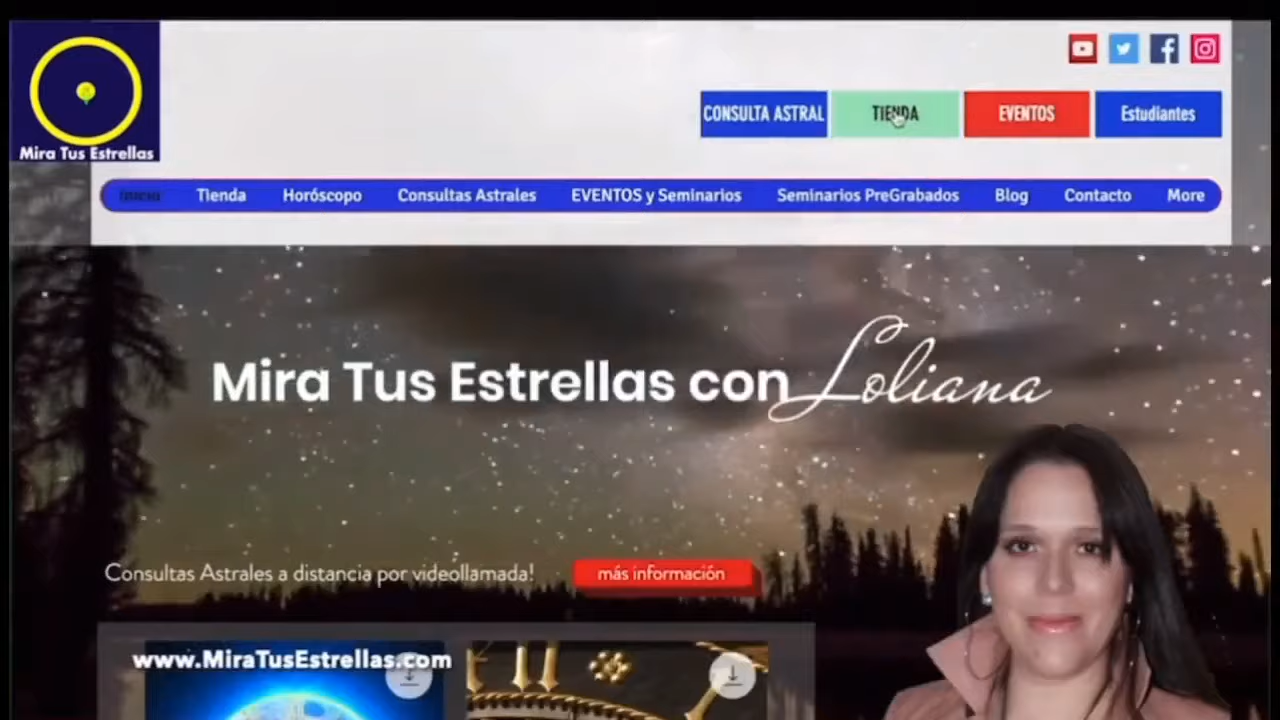 Mira Tus Estrellas
CONSULTA ASTRAL TIENDA EVENTOS Estudiantes
Inicio Tienda Horóscopo Consultas Astrales EVENTOS y Seminarios Seminarios PreGrabados Blog Contacto More
Mira Tus Estrellas con Loliana
Consultas Astrales a distancia por videollamada! más información
www.MiraTusEstrellas.com